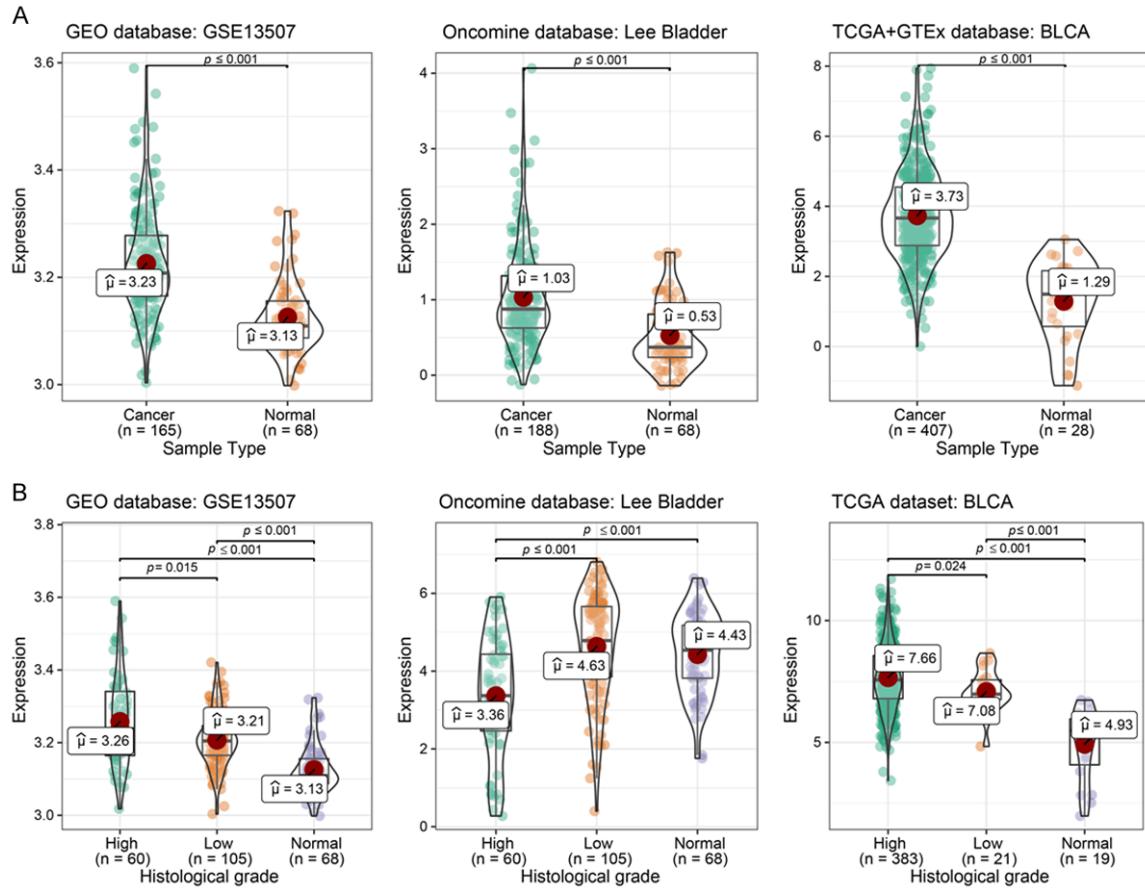 A
GEO database: GSE13507
Expression
3.6
3.4
3.2
3.0
p ≤ 0.001
μ̂ = 3.23
μ̂ = 3.13
Cancer
(n = 165)
Normal
(n = 68)
Sample Type
Oncomine database: Lee Bladder
Expression
4
3
2
1
0
p ≤ 0.001
μ̂ = 1.03
μ̂ = 0.53
Cancer
(n = 188)
Normal
(n = 68)
Sample Type
TCGA+GTEx database: BLCA
Expression
8
6
4
2
0
p ≤ 0.001
μ̂ = 3.73
μ̂ = 1.29
Cancer
(n = 407)
Normal
(n = 28)
Sample Type
B
GEO database: GSE13507
Expression
3.8
3.6
3.4
3.2
3.0
p ≤ 0.001
p ≤ 0.001
p = 0.015
μ̂ = 3.26
μ̂ = 3.21
μ̂ = 3.13
High
(n = 60)
Low
(n = 105)
Normal
(n = 68)
Histological grade
Oncomine database: Lee Bladder
Expression
6
4
2
0
p ≤ 0.001
p ≤ 0.001
μ̂ = 3.36
μ̂ = 4.63
μ̂ = 4.43
High
(n = 60)
Low
(n = 105)
Normal
(n = 68)
Histological grade
TCGA dataset: BLCA
Expression
10
5
p ≤ 0.001
p ≤ 0.001
p = 0.024
μ̂ = 7.66
μ̂ = 7.08
μ̂ = 4.93
High
(n = 383)
Low
(n = 21)
Normal
(n = 19)
Histological grade